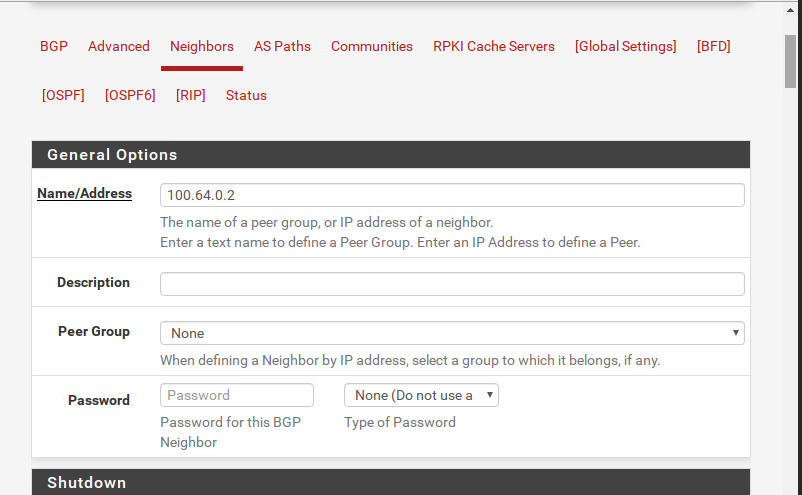 BGP Advanced Neighbors AS Paths Communities RPKI Cache Servers [Global Settings] [BFD]
[OSPF] [OSPF6] [RIP] Status
General Options
Name/Address 100.64.0.2
The name of a peer group, or IP address of a neighbor.
Enter a text name to define a Peer Group. Enter an IP Address to define a Peer.
Description
Peer Group None
When defining a Neighbor by IP address, select a group to which it belongs, if any.
Password Password None (Do not use a
Password for this BGP Type of Password
Neighbor
Shutdown